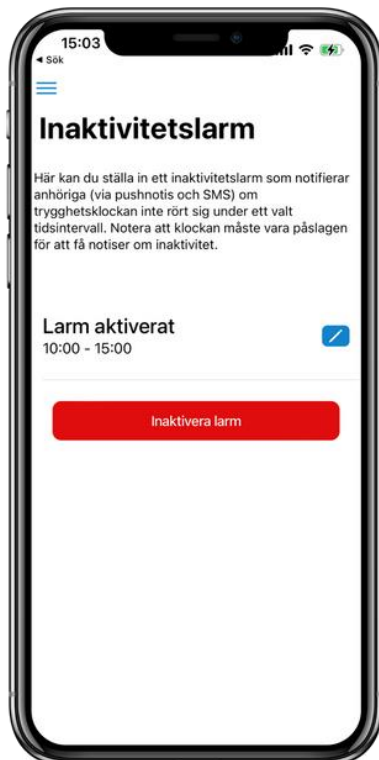 15:03
◀ Sök
Inaktivitetslarm
Här kan du ställa in ett inaktivitetslarm som notifierar
anhöriga (via pushnotis och SMS) om
trygghetsklockan inte rört sig under ett valt
tidsintervall. Notera att klockan måste vara påslagen
för att få notiser om inaktivitet.
Larm aktiverat
10:00 - 15:00
Inaktivera larm